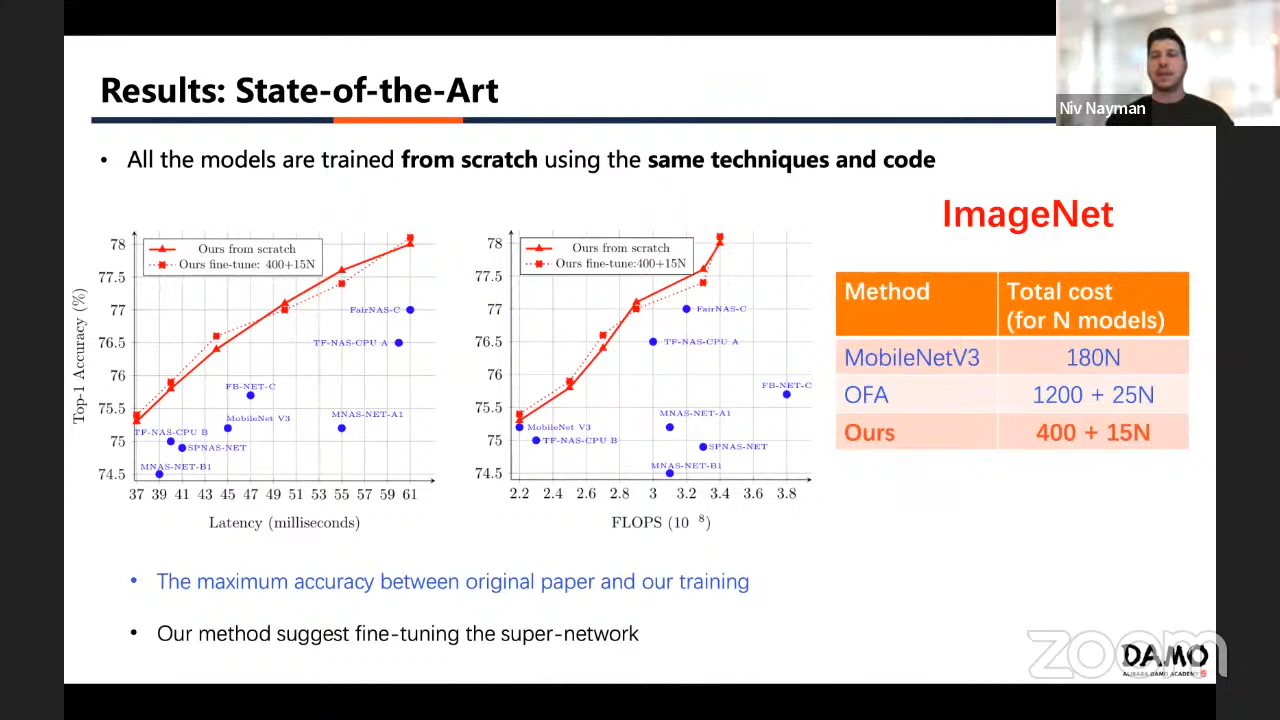 Results: State-of-the-Art
Niv Nayman
• All the models are trained from scratch using the same techniques and code
ImageNet
Top-1 Accuracy (%)
78
77.5
77
76.5
76
75.5
75
74.5
Ours from scratch
Ours fine-tune: 400+15N
FairNAS-C
TF-NAS-CPU A
FB-NET-C
MobileNet V3
MNAS-NET-A1
TF-NAS-CPU B
SPNAS-NET
MNAS-NET-B1
37 39 41 43 45 47 49 51 53 55 57 59 61
Latency (milliseconds)
78
77.5
77
76.5
76
75.5
75
74.5
Ours from scratch
Ours fine-tune:400+15N
FairNAS-C
TF-NAS-CPU A
FB-NET-C
MNAS-NET-A1
MobileNet V3
TF-NAS-CPU B
SPNAS-NET
MNAS-NET-B1
2.2 2.4 2.6 2.8 3 3.2 3.4 3.6 3.8
FLOPS (10 8)
Method Total cost (for N models)
MobileNetV3 180N
OFA 1200 + 25N
Ours 400 + 15N
• The maximum accuracy between original paper and our training
• Our method suggest fine-tuning the super-network
zoom
DAMO
ALIBABA DAMO ACADEMY